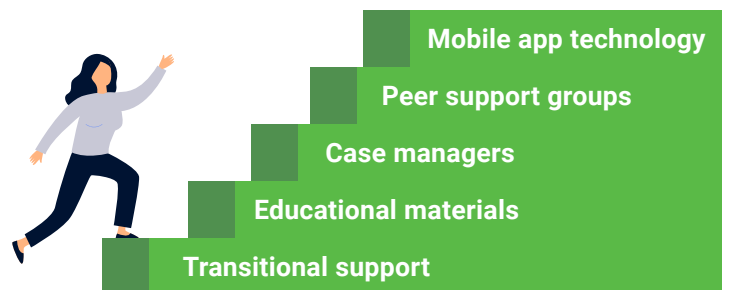 Mobile app technology
Peer support groups
Case managers
Educational materials
Transitional support